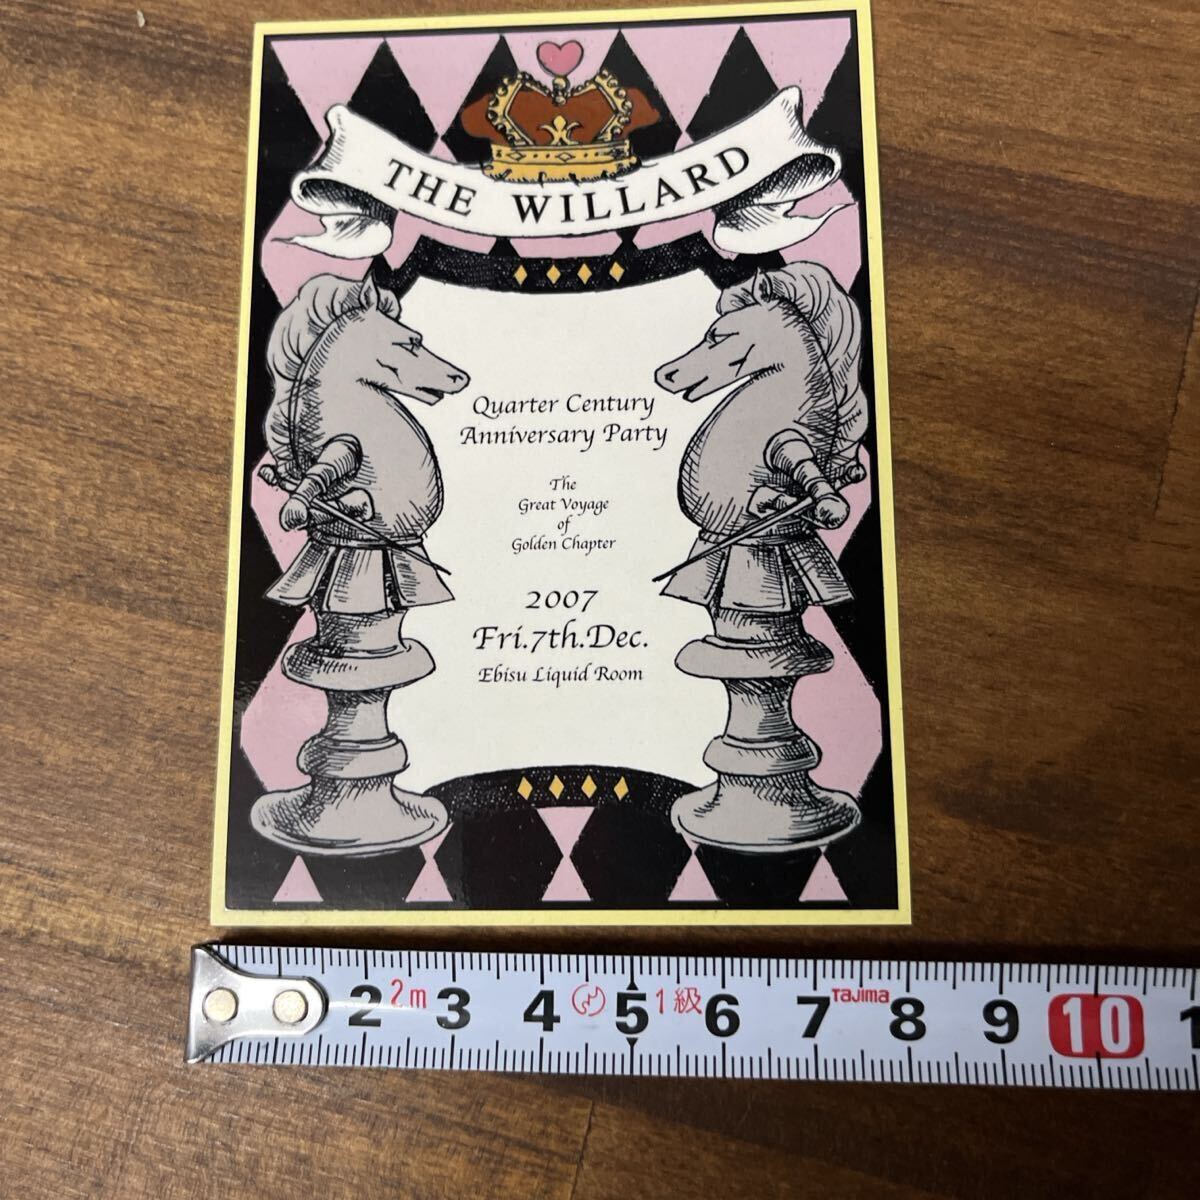 THE WILLARD
Quarter Century
Anniversary Party
The
Great Voyage
of
Golden Chapter
2007
Fri.7th.Dec.
Ebisu Liquid Room
2 2m 3 4 5 1級 6 7 TaJima 8 9 10 1